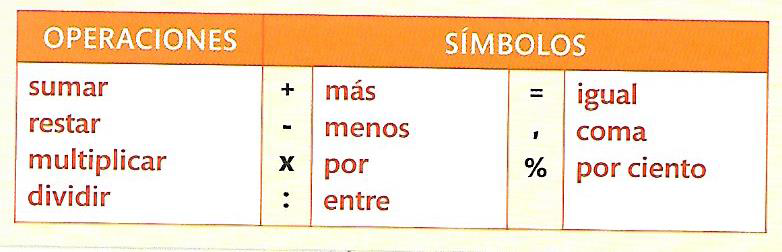 OPERACIONES SÍMBOLOS
sumar + más = igual
restar - menos , coma
multiplicar x por % por ciento
dividir : entre